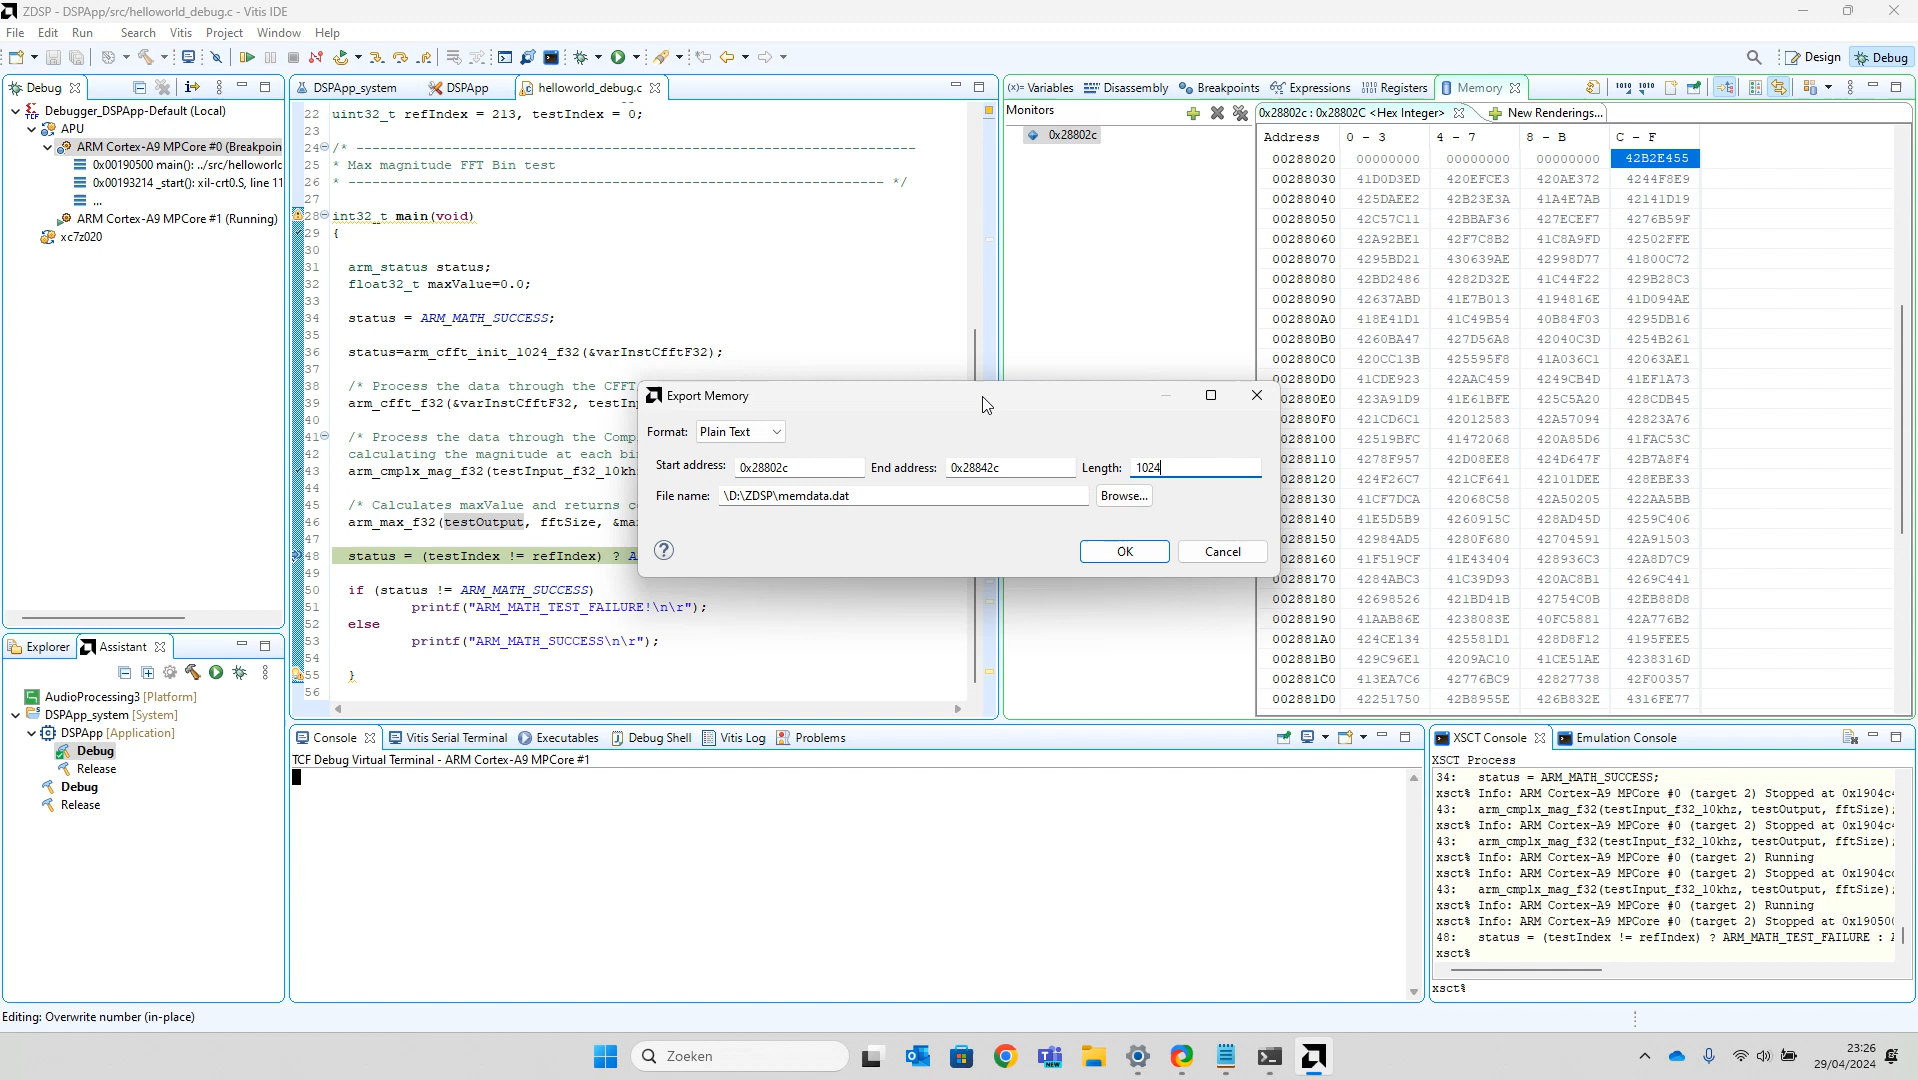 ZDSP - DSPApp/src/helloworld_debug.c - Vitis IDE
File Edit Run Search Vitis Project Window Help
Design Debug
Debug
Debugger_DSPApp-Default (Local)
APU
ARM Cortex-A9 MPCore #0 (Breakpoin
0x00190500 main(): ../src/helloworlc
0x00193214 _start(): xil-crt0.S, line 11
...
ARM Cortex-A9 MPCore #1 (Running)
xc7z020
DSPApp_system DSPApp helloworld_debug.c
22 uint32_t refIndex = 213, testIndex = 0;
23
24 /* ----------------------------------------------------------------------
25 * Max magnitude FFT Bin test
26 * ------------------------------------------------------------------- */
27
28 int32_t main(void)
29 {
30
31 arm_status status;
32 float32_t maxValue=0.0;
33
34 status = ARM_MATH_SUCCESS;
35
36 status=arm_cfft_init_1024_f32(&varInstCfftF32);
37
38 /* Process the data through the CFFT
39 arm_cfft_f32(&varInstCfftF32, testIn
40
41 /* Process the data through the Comp
42 calculating the magnitude at each bi
43 arm_cmplx_mag_f32(testInput_f32_10kh
44
45 /* Calculates maxValue and returns c
46 arm_max_f32(testOutput, fftSize, &ma
47
48 status = (testIndex != refIndex) ? A
49
50 if (status != ARM_MATH_SUCCESS)
51 printf("ARM_MATH_TEST_FAILURE!\n\r");
52 else
53 printf("ARM_MATH_SUCCESS\n\r");
54
55 }
56
(x)= Variables Disassembly Breakpoints Expressions Registers Memory
Monitors
0x28802c
0x28802c : 0x28802C <Hex Integer> New Renderings...
Address 0 - 3 4 - 7 8 - B C - F
00288020 00000000 00000000 00000000 42B2E455
00288030 41D0D3ED 420EFCE3 420AE372 4244F8E9
00288040 425DAEE2 42B23E3A 41A4E7AB 42141D19
00288050 42C57C11 42BBAF36 427ECEF7 4276B59F
00288060 42A92BE1 42F7C8B2 41C8A9FD 42502FFE
00288070 4295BD21 430639AE 42998D77 41800C72
00288080 42BD2486 4282D32E 41C44F22 429B28C3
00288090 42637ABD 41E7B013 4194816E 41D094AE
002880A0 418E41D1 41C49B54 40B84F03 4295DB16
002880B0 4260BA47 427D56A8 42040C3D 4254B261
002880C0 420CC13B 425595F8 41A036C1 42063AE1
002880D0 41CDE923 42AAC459 4249CB4D 41EF1A73
002880E0 423A91D9 41E61BFE 425C5A20 428CDB45
002880F0 421CD6C1 42012583 42A57094 42823A76
00288100 42519BFC 41472068 420A85D6 41FAC53C
00288110 4278F957 42D08EE8 424D647F 42B7A8F4
00288120 424F26C7 421CF641 42101DEE 428EBE33
00288130 41CF7DCA 42068C58 42A50205 422AA5BB
00288140 41E5D5B9 4260915C 428AD45D 4259C406
00288150 42984AD5 4280F680 42704591 42A91503
00288160 41F519CF 41E43404 428936C3 42A8D7C9
00288170 4284ABC3 41C39D93 420AC8B1 4269C441
00288180 42698526 421BD41B 42754C0B 42EB88D8
00288190 41AAB86E 4238083E 40FC5881 42A776B2
002881A0 424CE134 425581D1 428D8F12 4195FEE5
002881B0 429C96E1 4209AC10 41CE51AE 4238316D
002881C0 413EA7C6 42776BC9 42827738 42F00357
002881D0 42251750 42B8955E 426B832E 4316FE77
Export Memory
Format: Plain Text
Start address: 0x28802c End address: 0x28842c Length: 1024
File name: \D:\ZDSP\memdata.dat Browse...
? OK Cancel
Explorer Assistant
AudioProcessing3 [Platform]
DSPApp_system [System]
DSPApp [Application]
Debug
Release
Debug
Release
Console Vitis Serial Terminal Executables Debug Shell Vitis Log Problems
TCF Debug Virtual Terminal - ARM Cortex-A9 MPCore #1
XSCT Console Emulation Console
XSCT Process
34: status = ARM_MATH_SUCCESS;
xsct% Info: ARM Cortex-A9 MPCore #0 (target 2) Stopped at 0x1904c4
43: arm_cmplx_mag_f32(testInput_f32_10khz, testOutput, fftSize);
xsct% Info: ARM Cortex-A9 MPCore #0 (target 2) Stopped at 0x1904c4
43: arm_cmplx_mag_f32(testInput_f32_10khz, testOutput, fftSize);
xsct% Info: ARM Cortex-A9 MPCore #0 (target 2) Running
xsct% Info: ARM Cortex-A9 MPCore #0 (target 2) Stopped at 0x1904cc
43: arm_cmplx_mag_f32(testInput_f32_10khz, testOutput, fftSize);
xsct% Info: ARM Cortex-A9 MPCore #0 (target 2) Running
xsct% Info: ARM Cortex-A9 MPCore #0 (target 2) Stopped at 0x190500
48: status = (testIndex != refIndex) ? ARM_MATH_TEST_FAILURE : A
xsct%
xsct%
Editing: Overwrite number (in-place)
Zoeken
23:26
29/04/2024